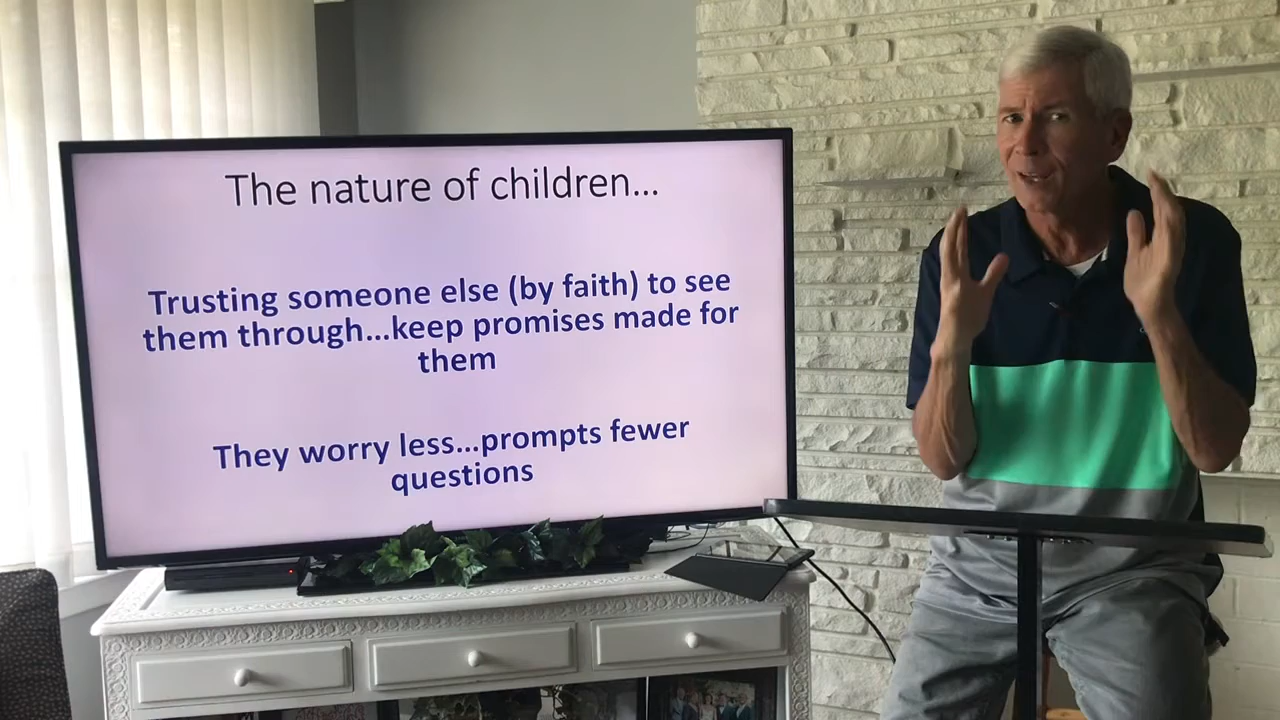 The nature of children...
Trusting someone else (by faith) to see
them through...keep promises made for
them
They worry less...prompts fewer
questions